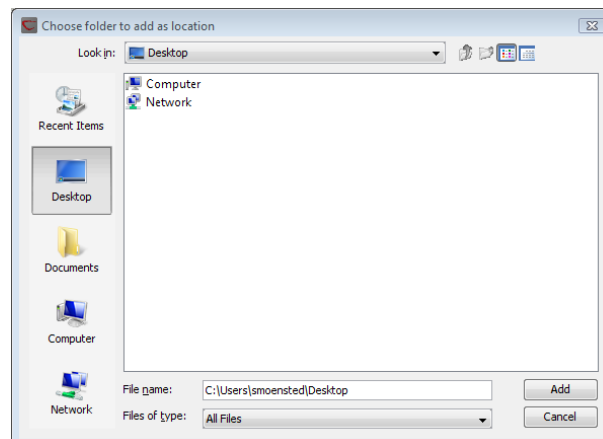 Choose folder to add as location
Look in: Desktop
Computer
Network
Recent Items
Desktop
Documents
Computer
Network
File name: C:\Users\smoensted\Desktop Add
Files of type: All Files Cancel